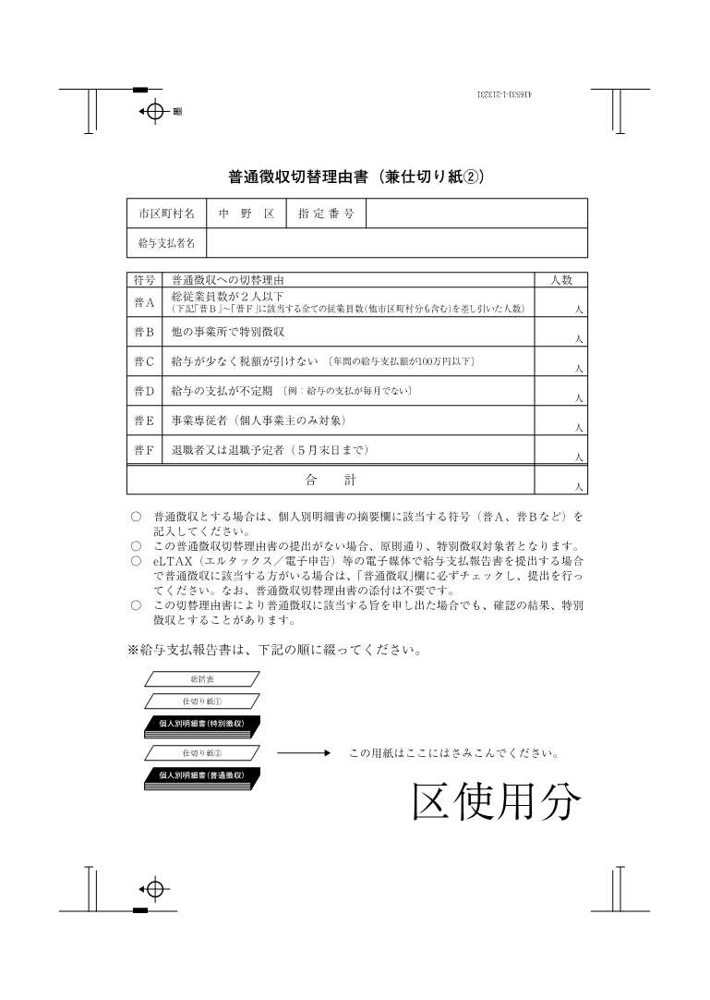 416531-1-213231
墨
普通徴収切替理由書（兼仕切り紙②）
市区町村名 中野区 指定番号
給与支払者名
符号 普通徴収への切替理由 人数
普Ａ 総従業員数が２人以下
（下記「普Ｂ」～「普Ｆ」に該当する全ての従業員数（他市区町村分も含む）を差し引いた人数） 人
普Ｂ 他の事業所で特別徴収 人
普Ｃ 給与が少なく税額が引けない 〔年間の給与支払額が100万円以下〕 人
普Ｄ 給与の支払が不定期 〔例：給与の支払が毎月でない〕 人
普Ｅ 事業専従者（個人事業主のみ対象） 人
普Ｆ 退職者又は退職予定者（５月末日まで） 人
合計 人
○ 普通徴収とする場合は、個人別明細書の摘要欄に該当する符号（普Ａ、普Ｂなど）を
記入してください。
○ この普通徴収切替理由書の提出がない場合、原則通り、特別徴収対象者となります。
○ eLTAX（エルタックス／電子申告）等の電子媒体で給与支払報告書を提出する場合
で普通徴収に該当する方がいる場合は、「普通徴収」欄に必ずチェックし、提出を行っ
てください。なお、普通徴収切替理由書の添付は不要です。
○ この切替理由書により普通徴収に該当する旨を申し出た場合でも、確認の結果、特別
徴収とすることがあります。
※給与支払報告書は、下記の順に綴ってください。
総括表
仕切り紙①
個人別明細書（特別徴収）
仕切り紙② この用紙はここにはさみこんでください。
個人別明細書（普通徴収）
区使用分